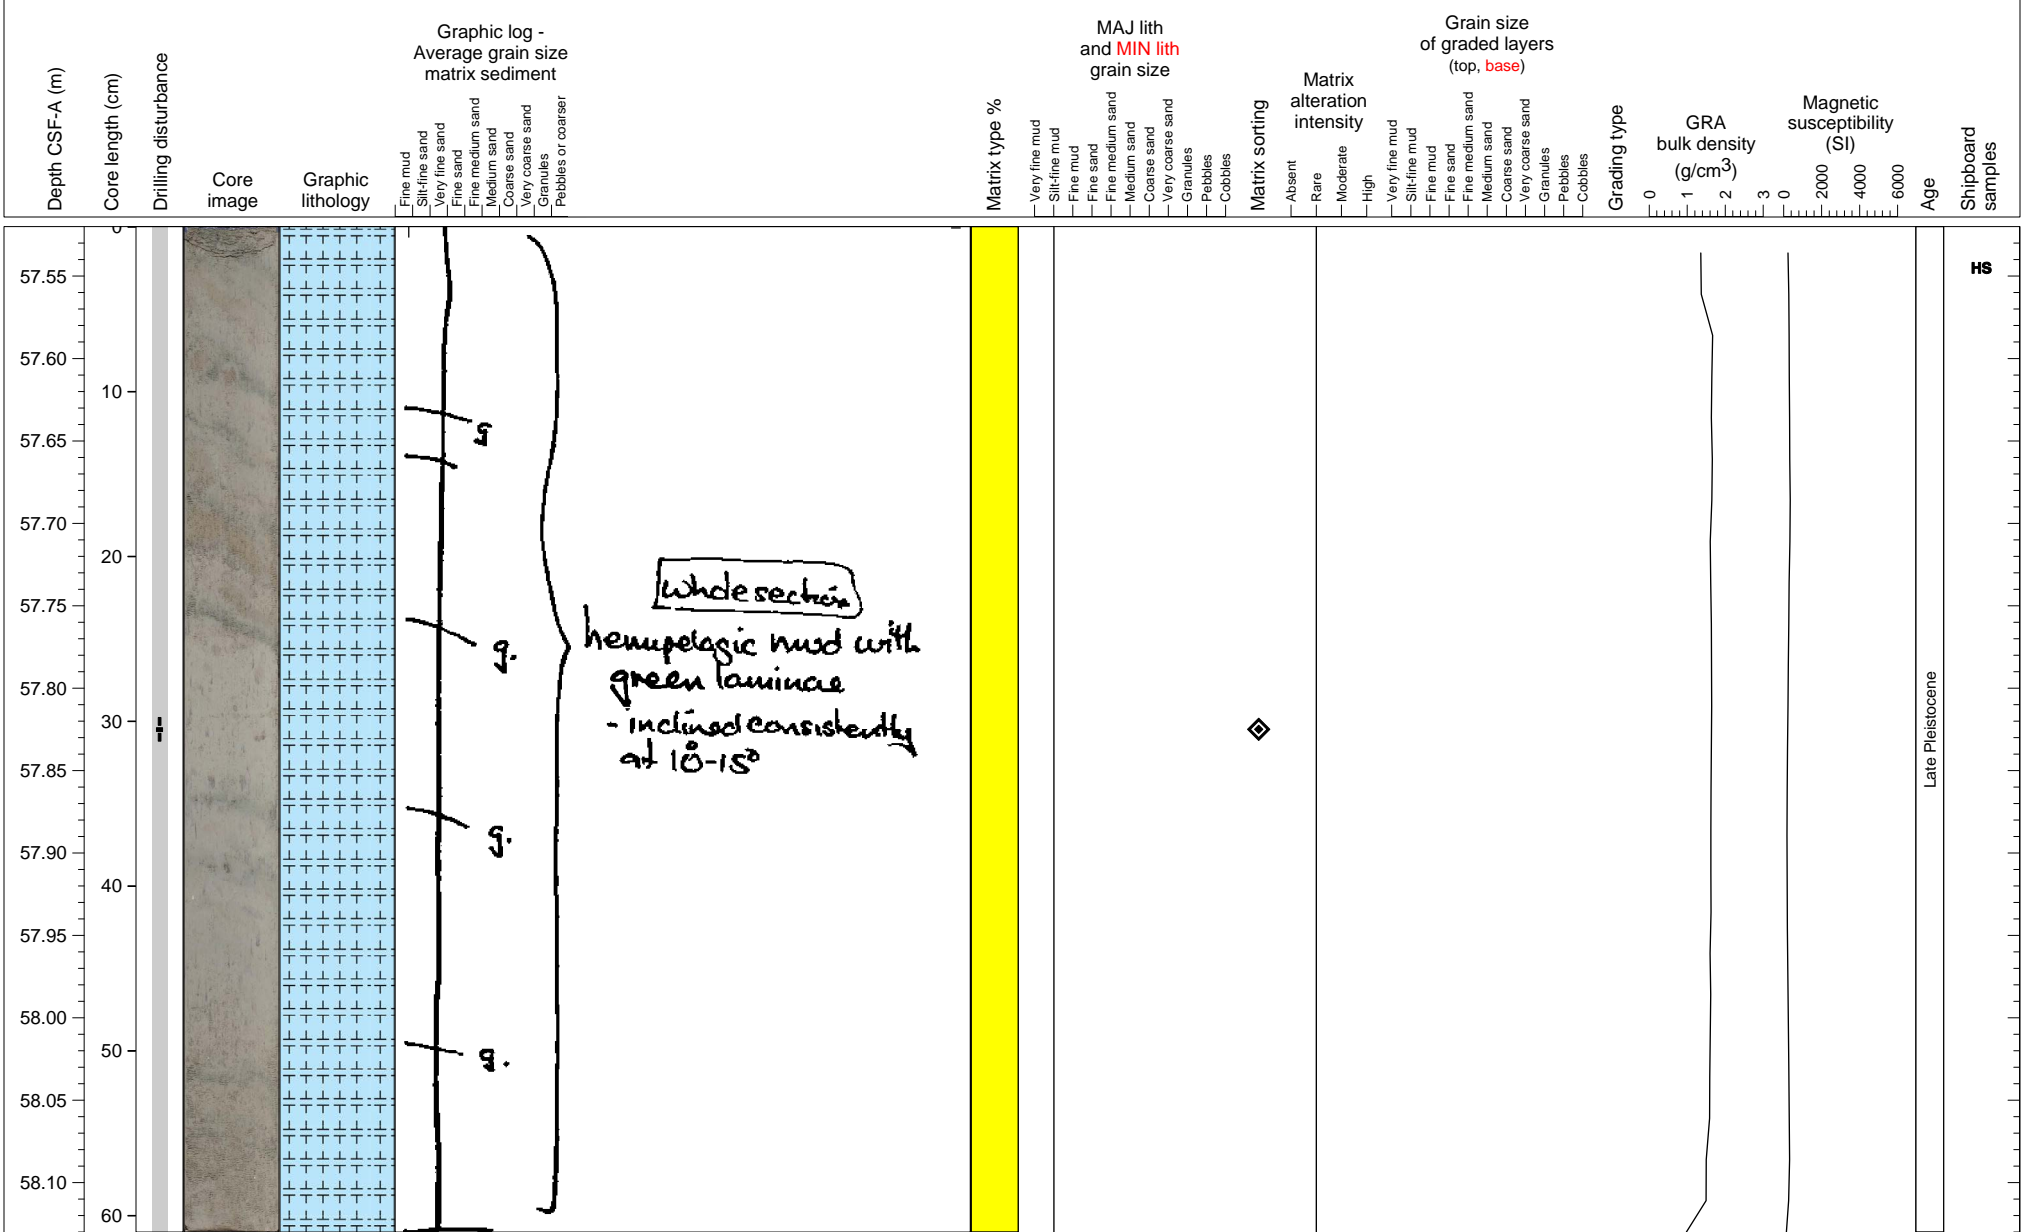 Depth CSF-A (m)
Core length (cm)
Drilling disturbance
Core
image
Graphic
lithology
Graphic log -
Average grain size
matrix sediment
Fine mud
Silt-fine sand
Very fine sand
Fine sand
Fine medium sand
Medium sand
Coarse sand
Very coarse sand
Granules
Pebbles or coarser
Matrix type %
MAJ lith
and MIN lith
grain size
Very fine mud
Silt-fine mud
Fine mud
Fine sand
Fine medium sand
Medium sand
Coarse sand
Very coarse sand
Granules
Pebbles
Cobbles
Matrix sorting
Matrix
alteration
intensity
Absent
Rare
Moderate
High
Grain size
of graded layers
(top, base)
Very fine mud
Silt-fine mud
Fine mud
Fine sand
Fine medium sand
Medium sand
Coarse sand
Very coarse sand
Granules
Pebbles
Cobbles
Grading type
GRA
bulk density
(g/cm3)
0 1 2 3
Magnetic
susceptibility
(SI)
0 2000 4000 6000
Age
Shipboard
samples
0
57.55
HS
57.60
10
57.65
g
57.70
20
57.75
whole section
hemipelagic mud with
g.
green laminae
57.80
- inclined consistently
30
at 10°-15°
57.85
Late Pleistocene
g.
57.90
40
57.95
58.00
50
g.
58.05
58.10
60